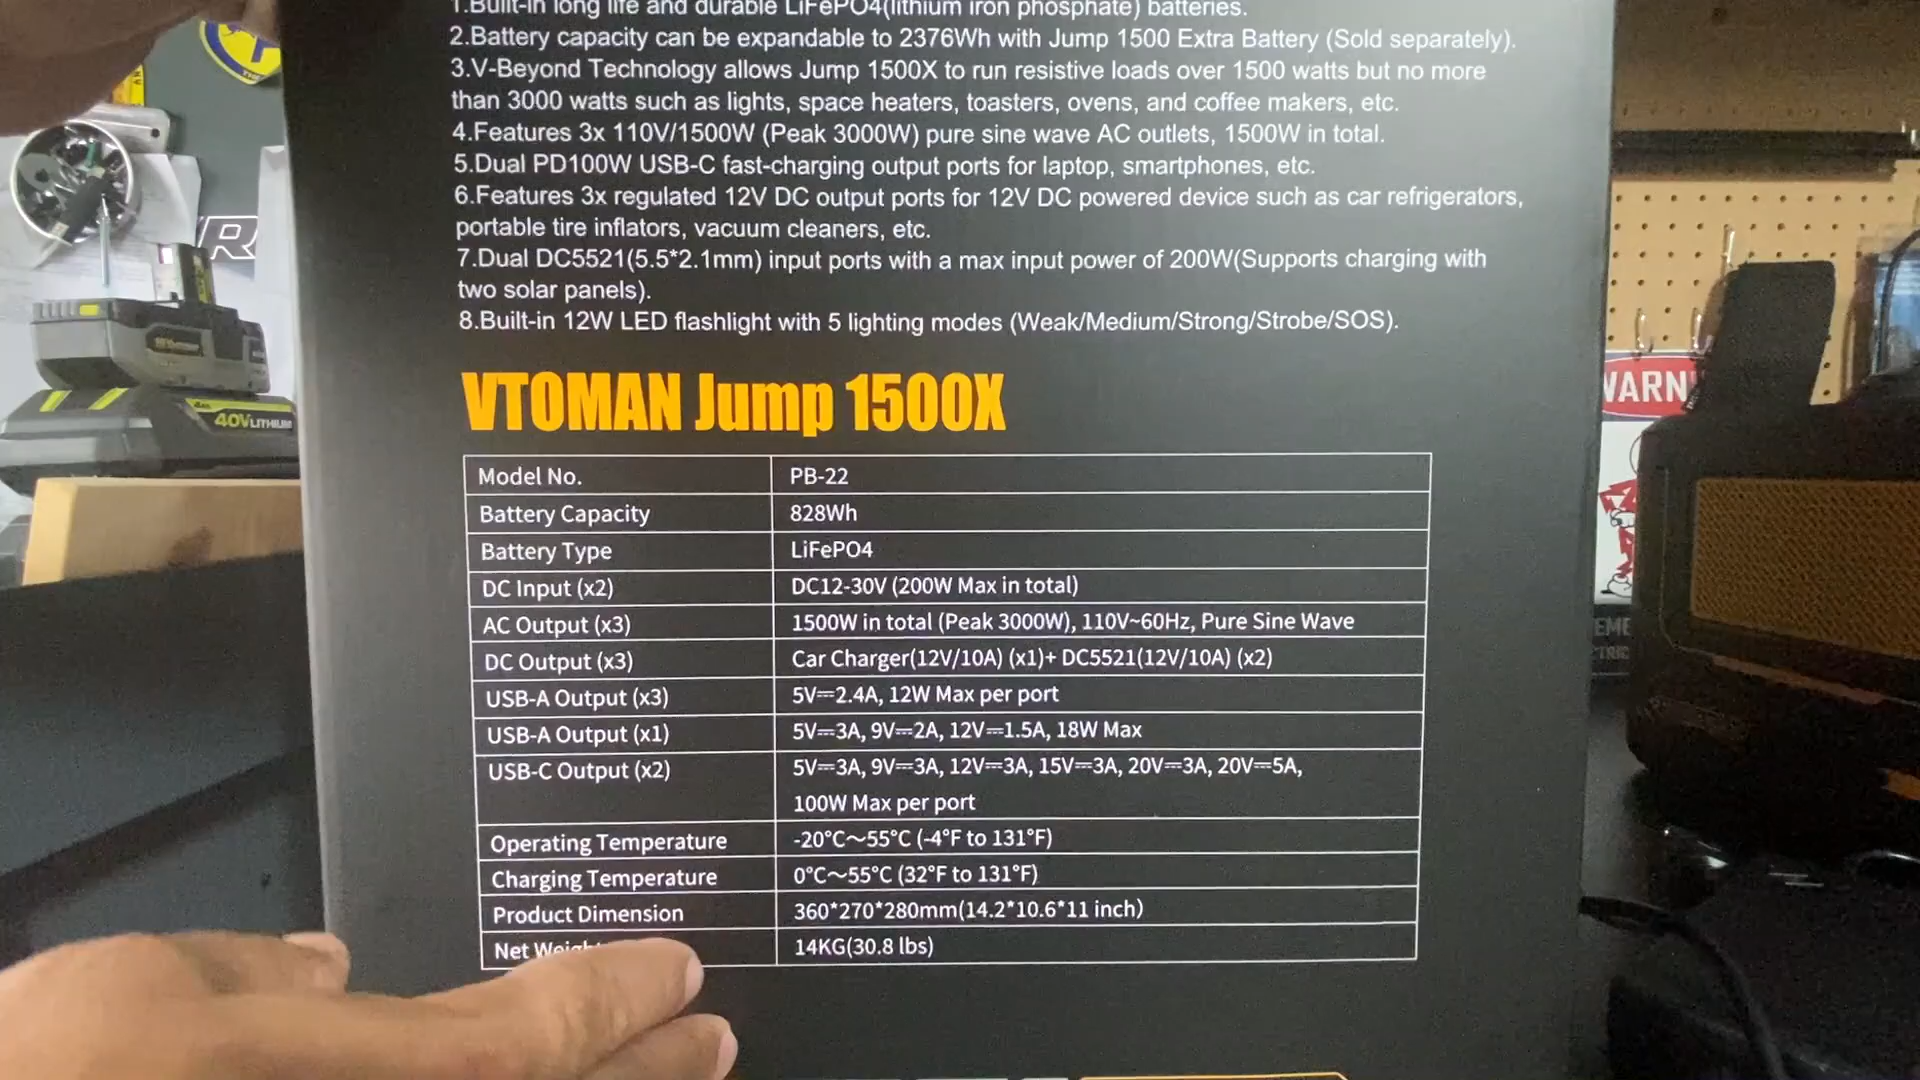 1.Built-in long life and durable LiFePO4(lithium iron phosphate) batteries.
2.Battery capacity can be expandable to 2376Wh with Jump 1500 Extra Battery (Sold separately).
3.V-Beyond Technology allows Jump 1500X to run resistive loads over 1500 watts but no more
than 3000 watts such as lights, space heaters, toasters, ovens, and coffee makers, etc.
4.Features 3x 110V/1500W (Peak 3000W) pure sine wave AC outlets, 1500W in total.
5.Dual PD100W USB-C fast-charging output ports for laptop, smartphones, etc.
6.Features 3x regulated 12V DC output ports for 12V DC powered device such as car refrigerators,
portable tire inflators, vacuum cleaners, etc.
7.Dual DC5521(5.5*2.1mm) input ports with a max input power of 200W(Supports charging with
two solar panels).
8.Built-in 12W LED flashlight with 5 lighting modes (Weak/Medium/Strong/Strobe/SOS).
VTOMAN Jump 1500X
Model No. PB-22
Battery Capacity 828Wh
Battery Type LiFePO4
DC Input (x2) DC12-30V (200W Max in total)
AC Output (x3) 1500W in total (Peak 3000W), 110V~60Hz, Pure Sine Wave
DC Output (x3) Car Charger(12V/10A) (x1)+ DC5521(12V/10A) (x2)
USB-A Output (x3) 5V⎓2.4A, 12W Max per port
USB-A Output (x1) 5V⎓3A, 9V⎓2A, 12V⎓1.5A, 18W Max
USB-C Output (x2) 5V⎓3A, 9V⎓3A, 12V⎓3A, 15V⎓3A, 20V⎓3A, 20V⎓5A,
100W Max per port
Operating Temperature -20°C～55°C (-4°F to 131°F)
Charging Temperature 0°C～55°C (32°F to 131°F)
Product Dimension 360*270*280mm(14.2*10.6*11 inch)
Net Weight 14KG(30.8 lbs)
40V LITHIUM
WARN